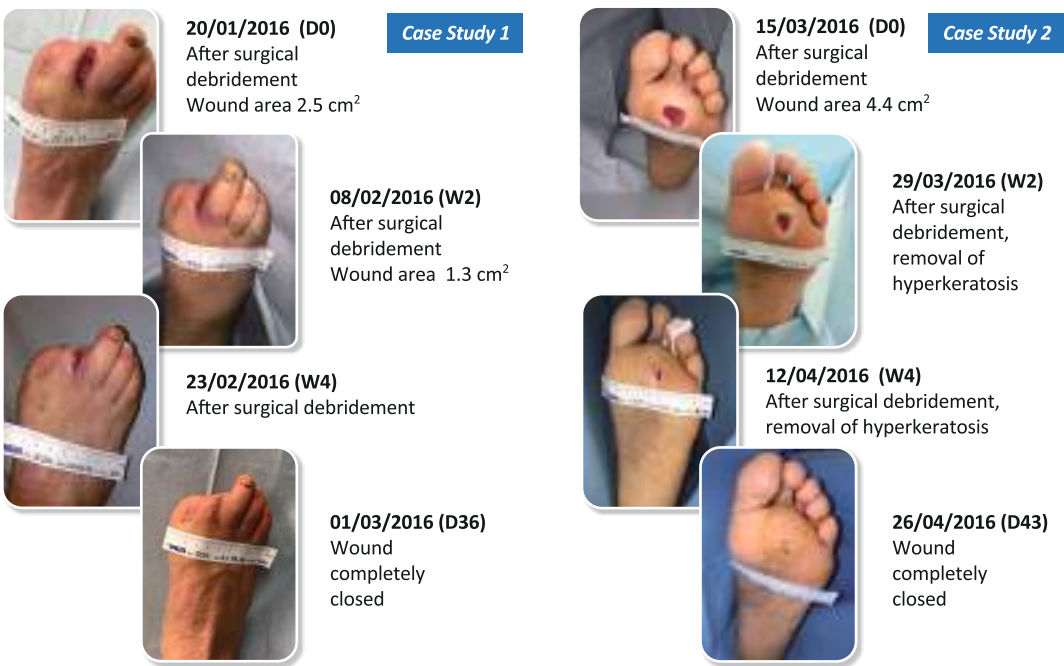 Case Study 1
20/01/2016 (D0)
After surgical
debridement
Wound area 2.5 cm²
08/02/2016 (W2)
After surgical
debridement
Wound area 1.3 cm²
23/02/2016 (W4)
After surgical debridement
01/03/2016 (D36)
Wound
completely
closed
Case Study 2
15/03/2016 (D0)
After surgical
debridement
Wound area 4.4 cm²
29/03/2016 (W2)
After surgical
debridement,
removal of
hyperkeratosis
12/04/2016 (W4)
After surgical debridement,
removal of hyperkeratosis
26/04/2016 (D43)
Wound
completely
closed